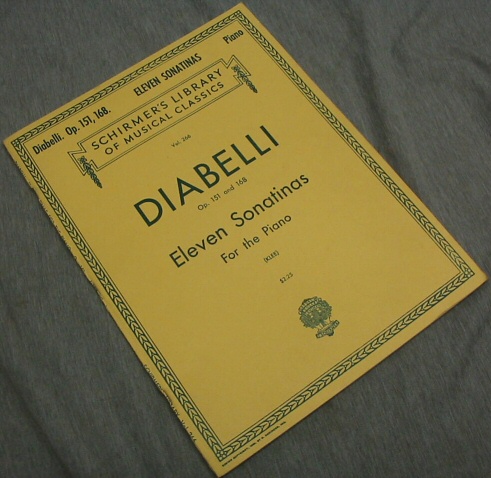 Diabelli. Op. 151, 168. ELEVEN SONATINAS Piano
SCHIRMER'S LIBRARY
OF MUSICAL CLASSICS
Vol. 266
DIABELLI
Op. 151 and 168
Eleven Sonatinas
For the Piano
(KLEE)
$2.25